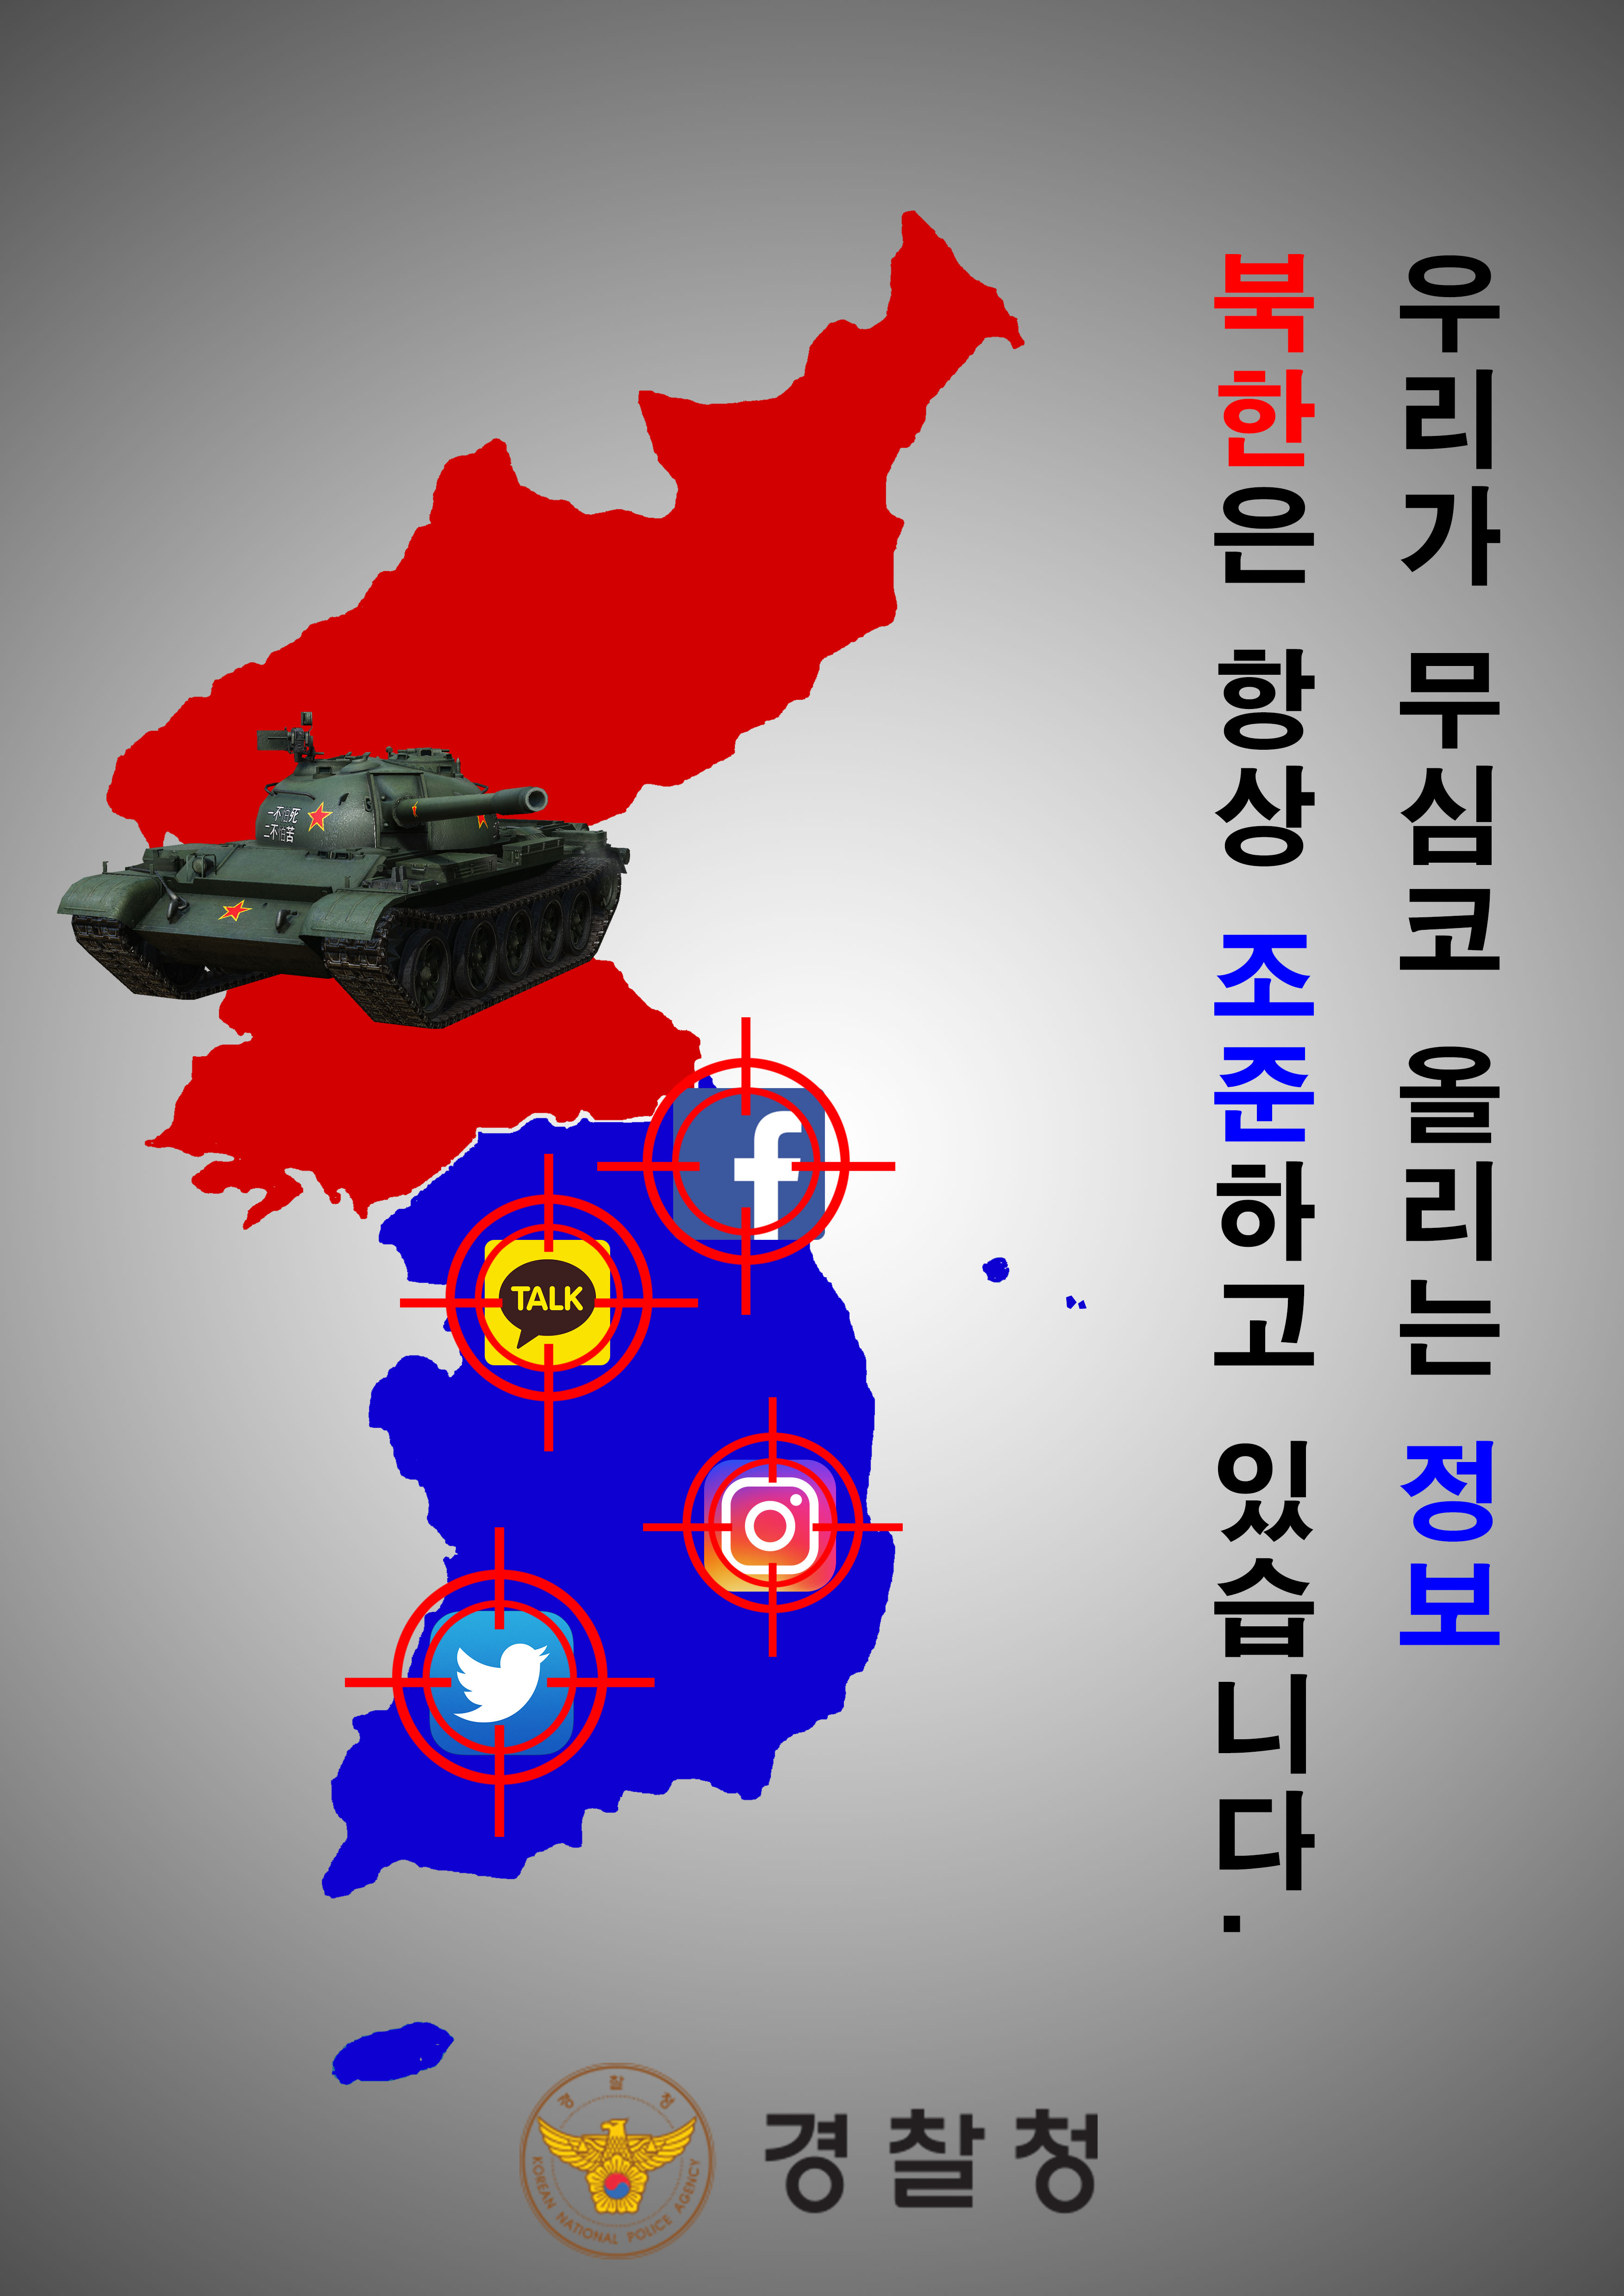 우리가 무심코 올리는 정보
북한은 항상 조준하고 있습니다.
一不怕死
二不怕苦
TALK
경찰청
KOREAN NATIONAL POLICE AGENCY
경찰청